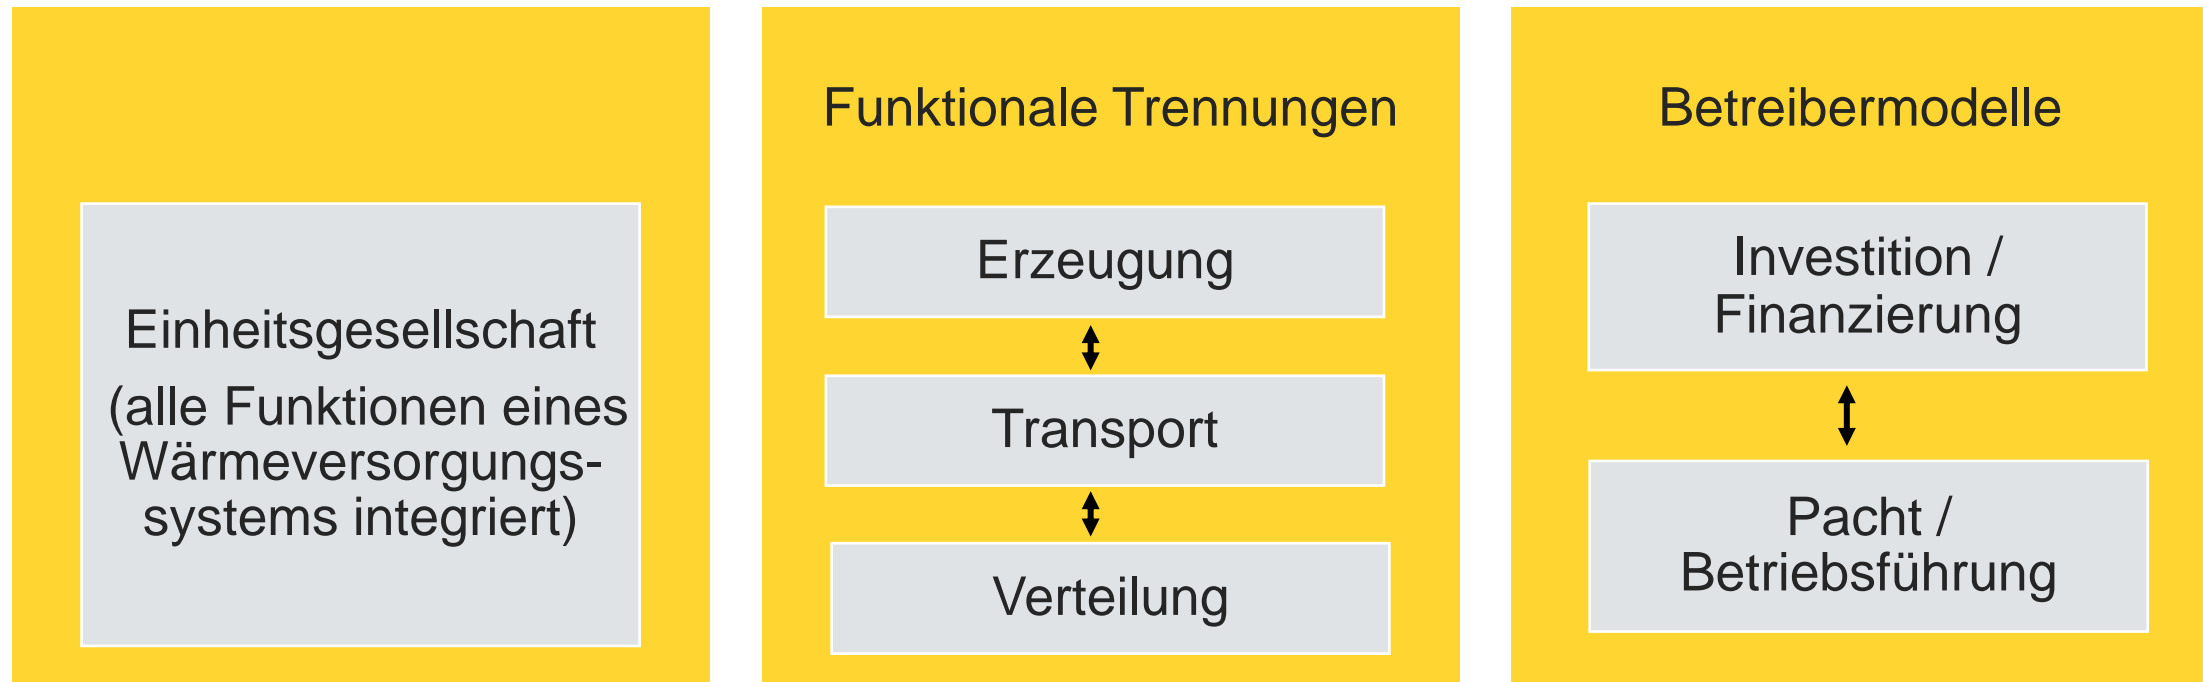 Einheitsgesellschaft
(alle Funktionen eines
Wärmeversorgungs-
systems integriert)
Funktionale Trennungen
Erzeugung
Transport
Verteilung
Betreibermodelle
Investition /
Finanzierung
Pacht /
Betriebsführung